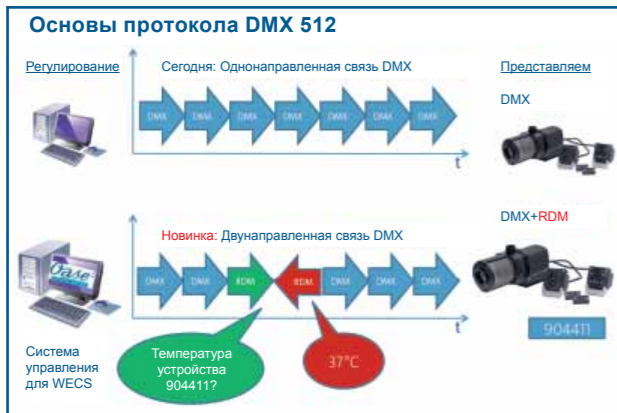 Основы протокола DMX 512
Регулирование
Сегодня: Однонаправленная связь DMX
Представляем
DMX
DMX DMX DMX DMX DMX DMX DMX
t
DMX+RDM
Новинка: Двунаправленная связь DMX
Oase
DMX DMX RDM RDM DMX DMX DMX
t
904411
Система
управления
для WECS
Температура
устройства
904411?
37°C